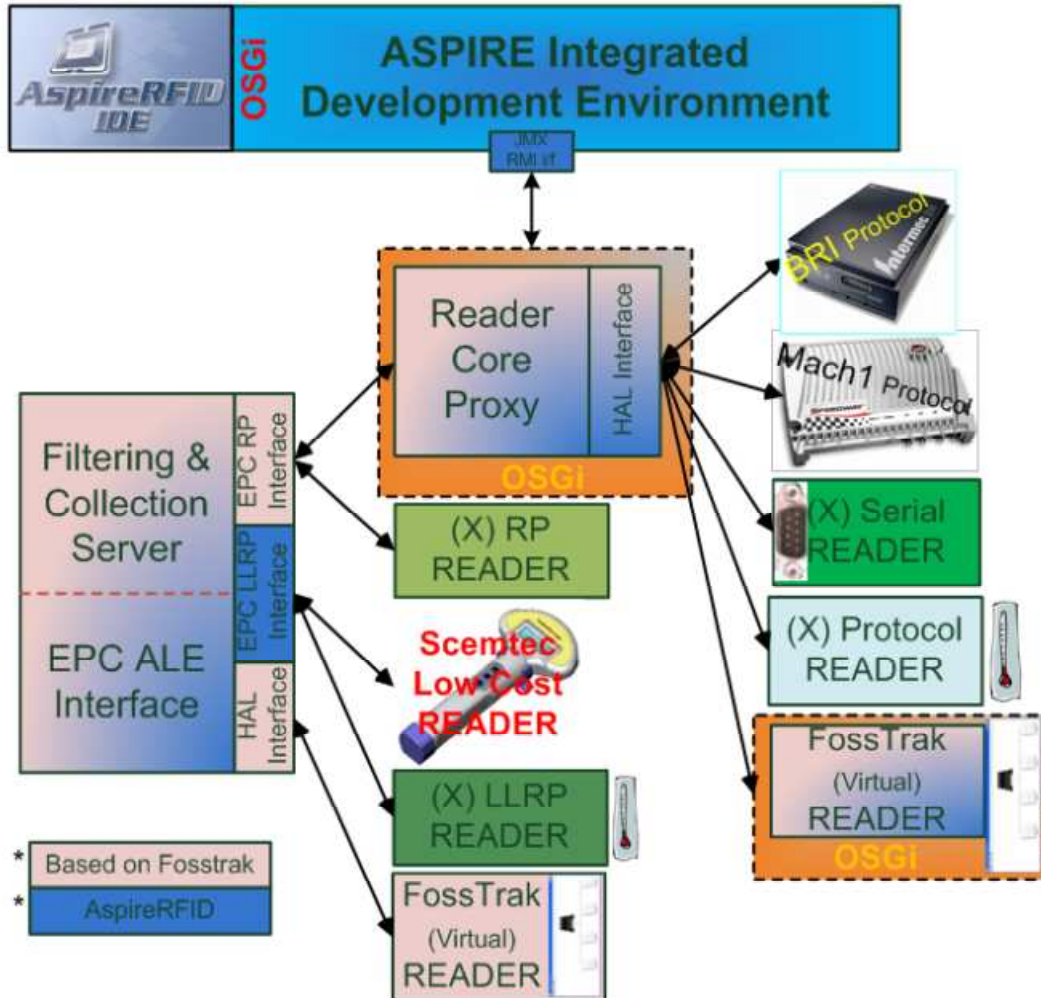 AspireRFID
IDE
OSGi
ASPIRE Integrated
Development Environment
JMX
RMI i/f
Reader
Core
Proxy
HAL Interface
OSGi
BRI Protocol
Intermec
Mach1 Protocol
Speedway
Filtering &
Collection
Server
EPC ALE
Interface
EPC RP
Interface
EPC LLRP
Interface
HAL
Interface
(X) RP
READER
Scemtec
Low Cost
READER
(X) LLRP
READER
FossTrak
(Virtual)
READER
(X) Serial
READER
(X) Protocol
READER
FossTrak
(Virtual)
READER
OSGi
* Based on Fosstrak
* AspireRFID